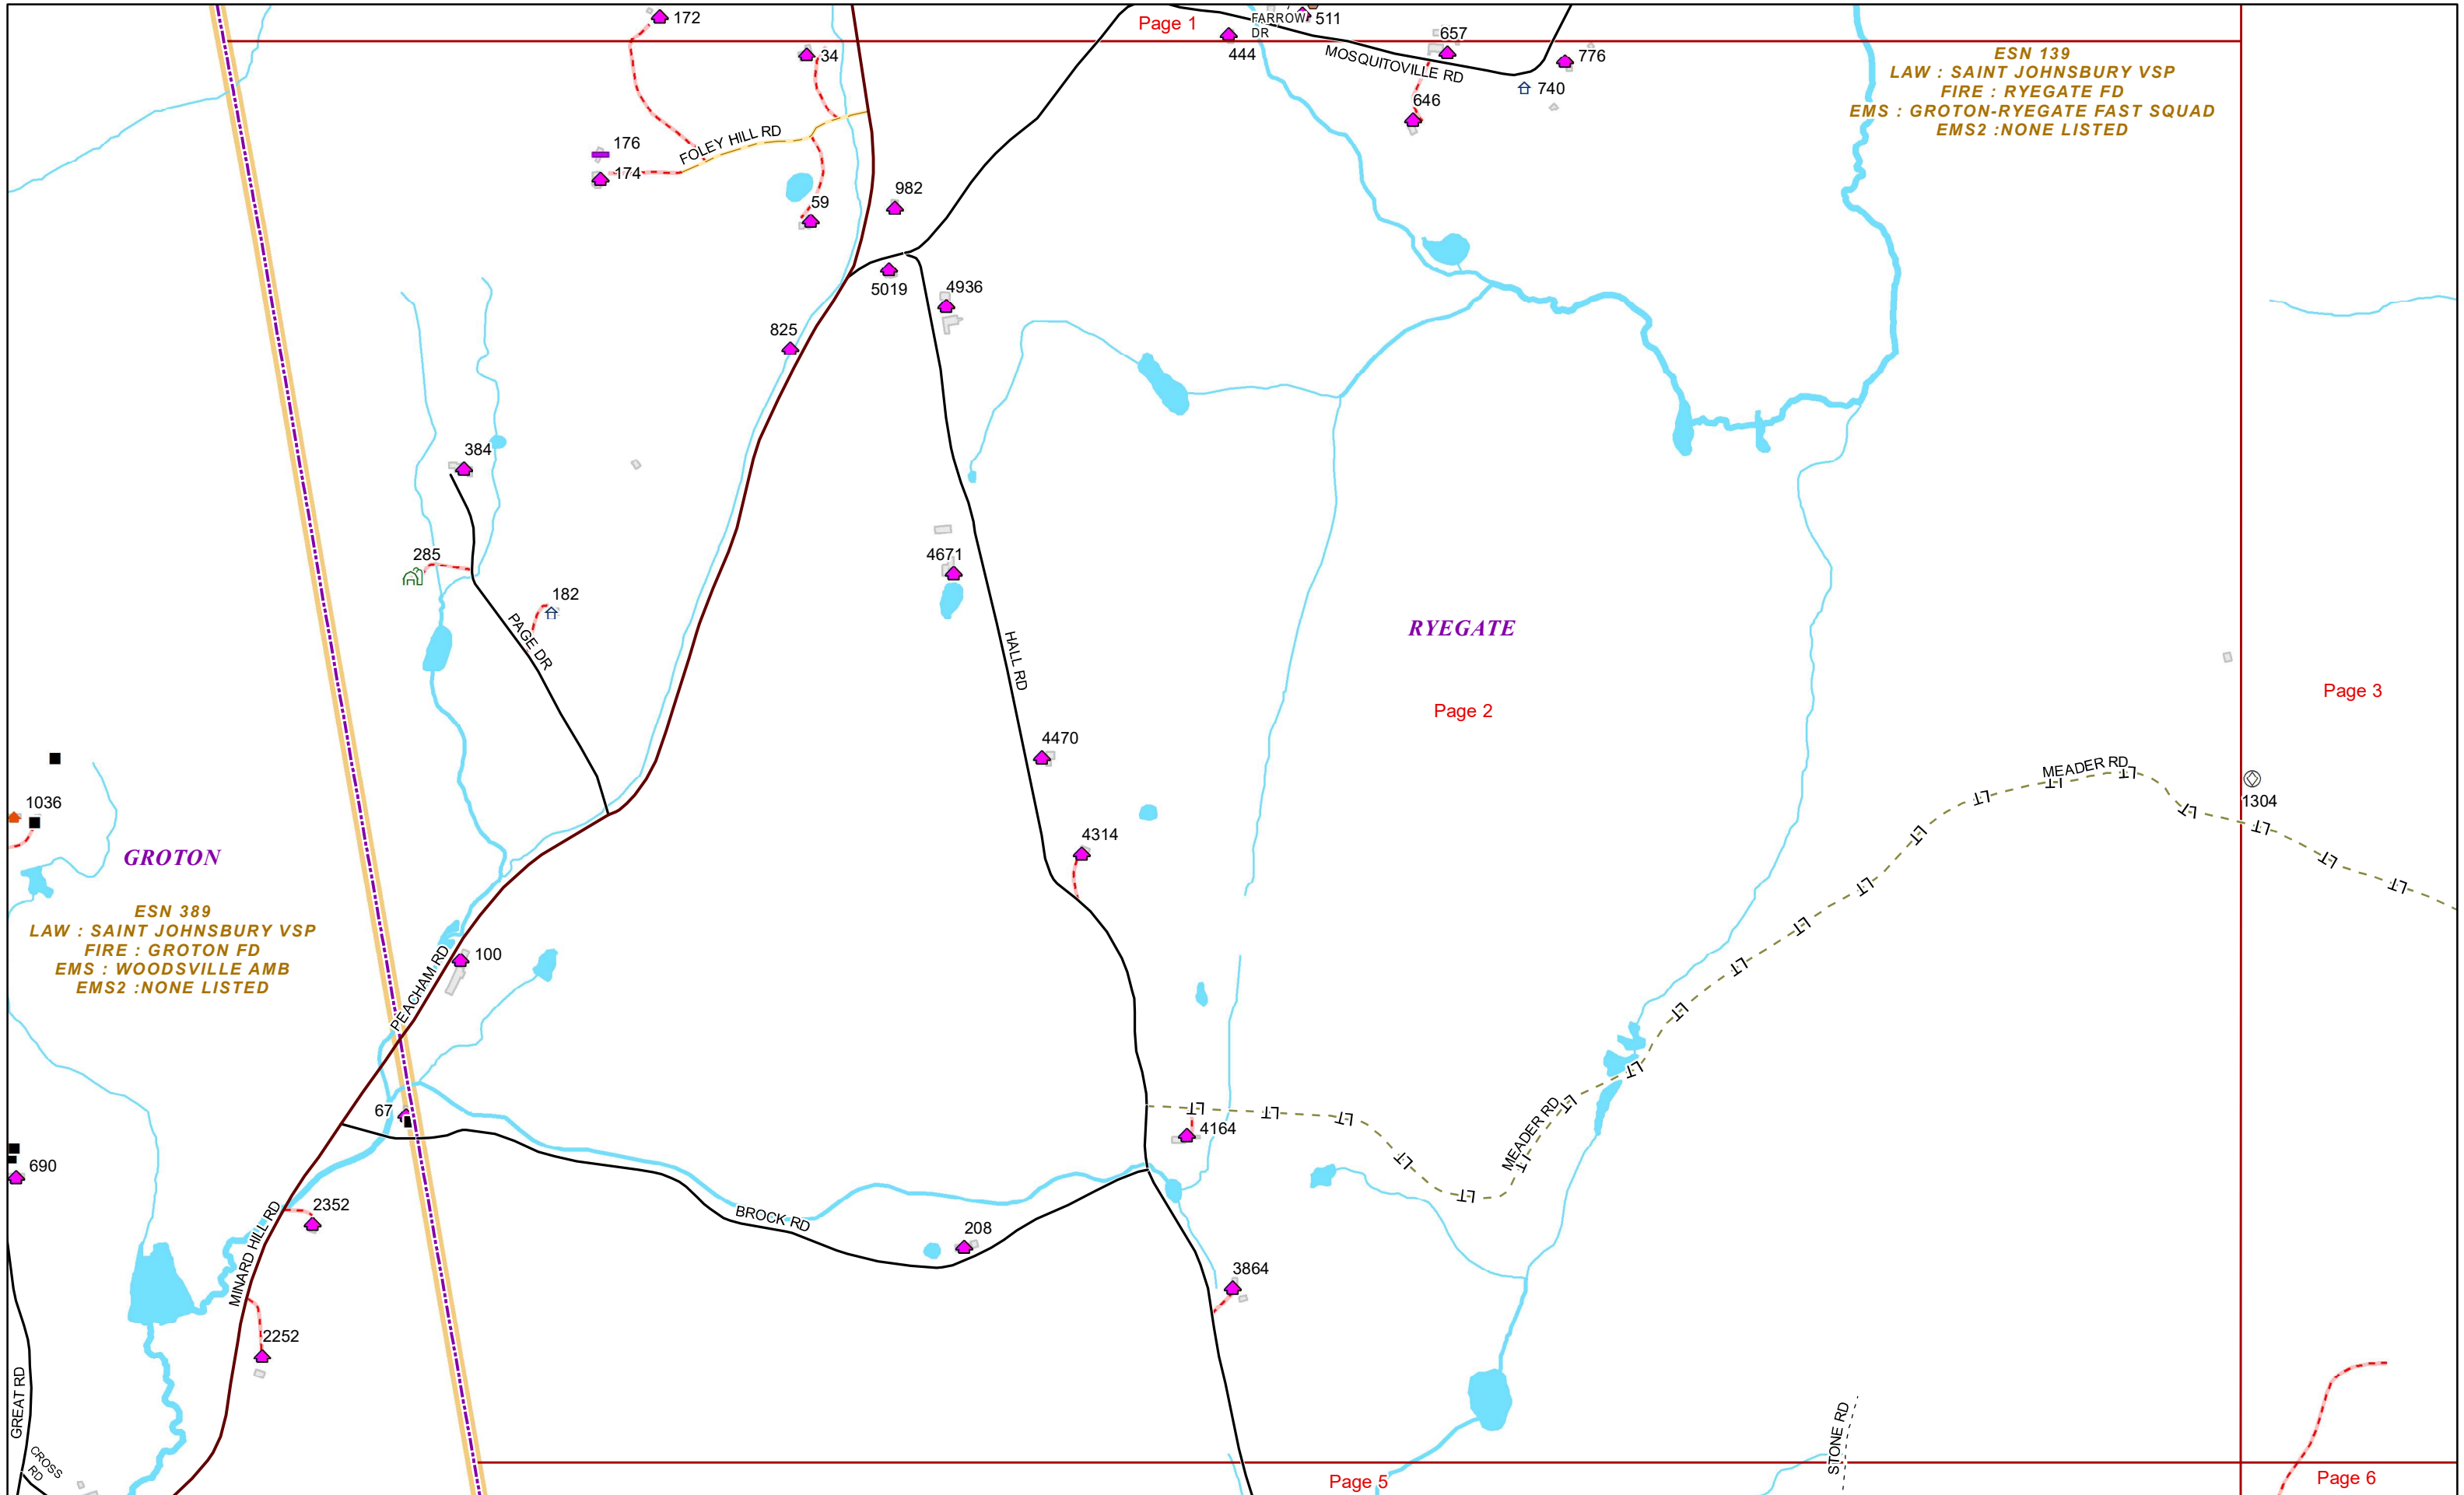 172
Page 1
FARROW
DR
511
34
444
657
MOSQUITOVILLE RD
776
740
646
ESN 139
LAW : SAINT JOHNSBURY VSP
FIRE : RYEGATE FD
EMS : GROTON-RYEGATE FAST SQUAD
EMS2 :NONE LISTED
FOLEY HILL RD
176
174
59
982
5019
4936
825
384
285
182
PAGE DR
4671
HALL RD
RYEGATE
Page 2
Page 3
4470
MEADER RD
1304
1036
4314
GROTON
ESN 389
LAW : SAINT JOHNSBURY VSP
FIRE : GROTON FD
EMS : WOODSVILLE AMB
EMS2 :NONE LISTED
100
PEACHAM RD
67
4164
MEADER RD
690
2352
MINARD HILL RD
BROCK RD
208
3864
2252
GREAT RD
CROSS
RD
STONE RD
Page 5
Page 6